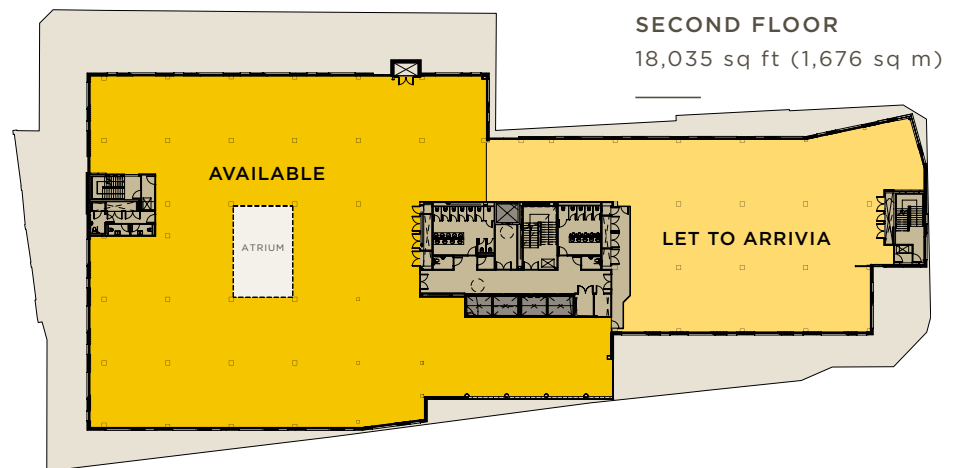 SECOND FLOOR
18,035 sq ft (1,676 sq m)
AVAILABLE
ATRIUM
LET TO ARRIVIA